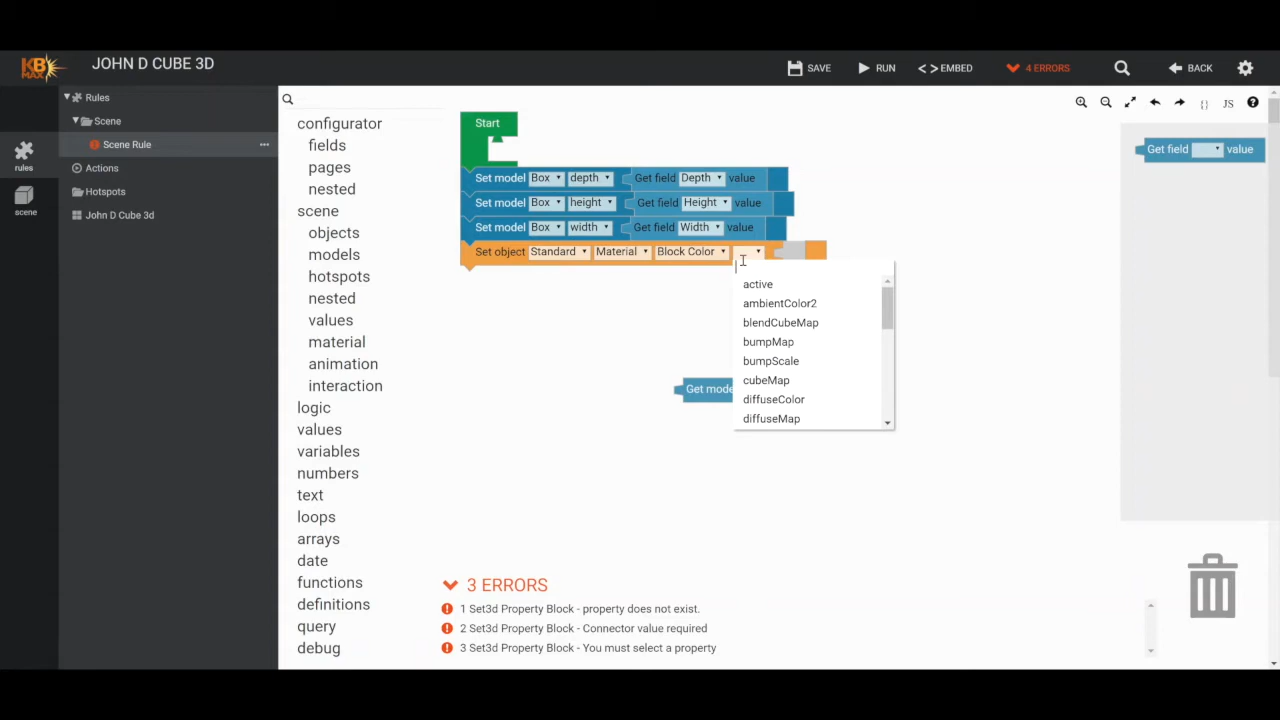 KB
MAX
JOHN D CUBE 3D
SAVE
RUN
< > EMBED
4 ERRORS
BACK
Rules
Scene
Scene Rule
Actions
Hotspots
John D Cube 3d
rules
scene
configurator
fields
pages
nested
scene
objects
models
hotspots
nested
values
material
animation
interaction
logic
values
variables
numbers
text
loops
arrays
date
functions
definitions
query
debug
{ } JS ?
Start
Set model Box depth Get field Depth value
Set model Box height Get field Height value
Set model Box width Get field Width value
Set object Standard Material Block Color
active
ambientColor2
blendCubeMap
bumpMap
bumpScale
cubeMap
diffuseColor
diffuseMap
Get mode
Get field value
3 ERRORS
1 Set3d Property Block - property does not exist.
2 Set3d Property Block - Connector value required
3 Set3d Property Block - You must select a property